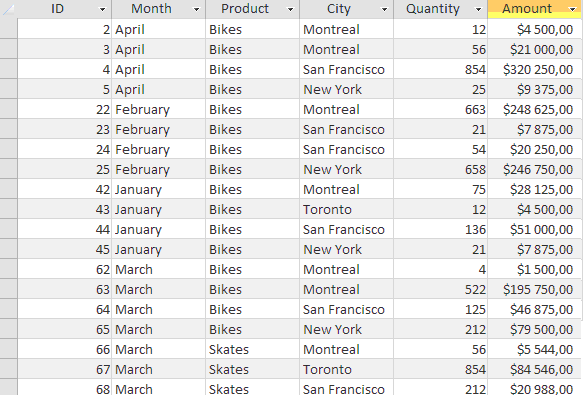 ID Month Product City Quantity Amount
2 April Bikes Montreal 12 $4 500,00
3 April Bikes Montreal 56 $21 000,00
4 April Bikes San Francisco 854 $320 250,00
5 April Bikes New York 25 $9 375,00
22 February Bikes Montreal 663 $248 625,00
23 February Bikes San Francisco 21 $7 875,00
24 February Bikes San Francisco 54 $20 250,00
25 February Bikes New York 658 $246 750,00
42 January Bikes Montreal 75 $28 125,00
43 January Bikes Toronto 12 $4 500,00
44 January Bikes San Francisco 136 $51 000,00
45 January Bikes New York 21 $7 875,00
62 March Bikes Montreal 4 $1 500,00
63 March Bikes Montreal 522 $195 750,00
64 March Bikes San Francisco 125 $46 875,00
65 March Bikes New York 212 $79 500,00
66 March Skates Montreal 56 $5 544,00
67 March Skates Toronto 854 $84 546,00
68 March Skates San Francisco 212 $20 988,00